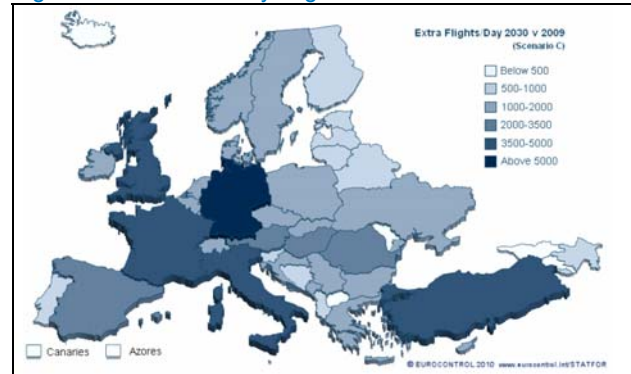 Extra Flights/Day 2030 v 2009
(Scenario C)
Below 500
500-1000
1000-2000
2000-3500
3500-5000
Above 5000
Canaries
Azores
© EUROCONTROL 2010 www.eurocontrol.int/STATFOR